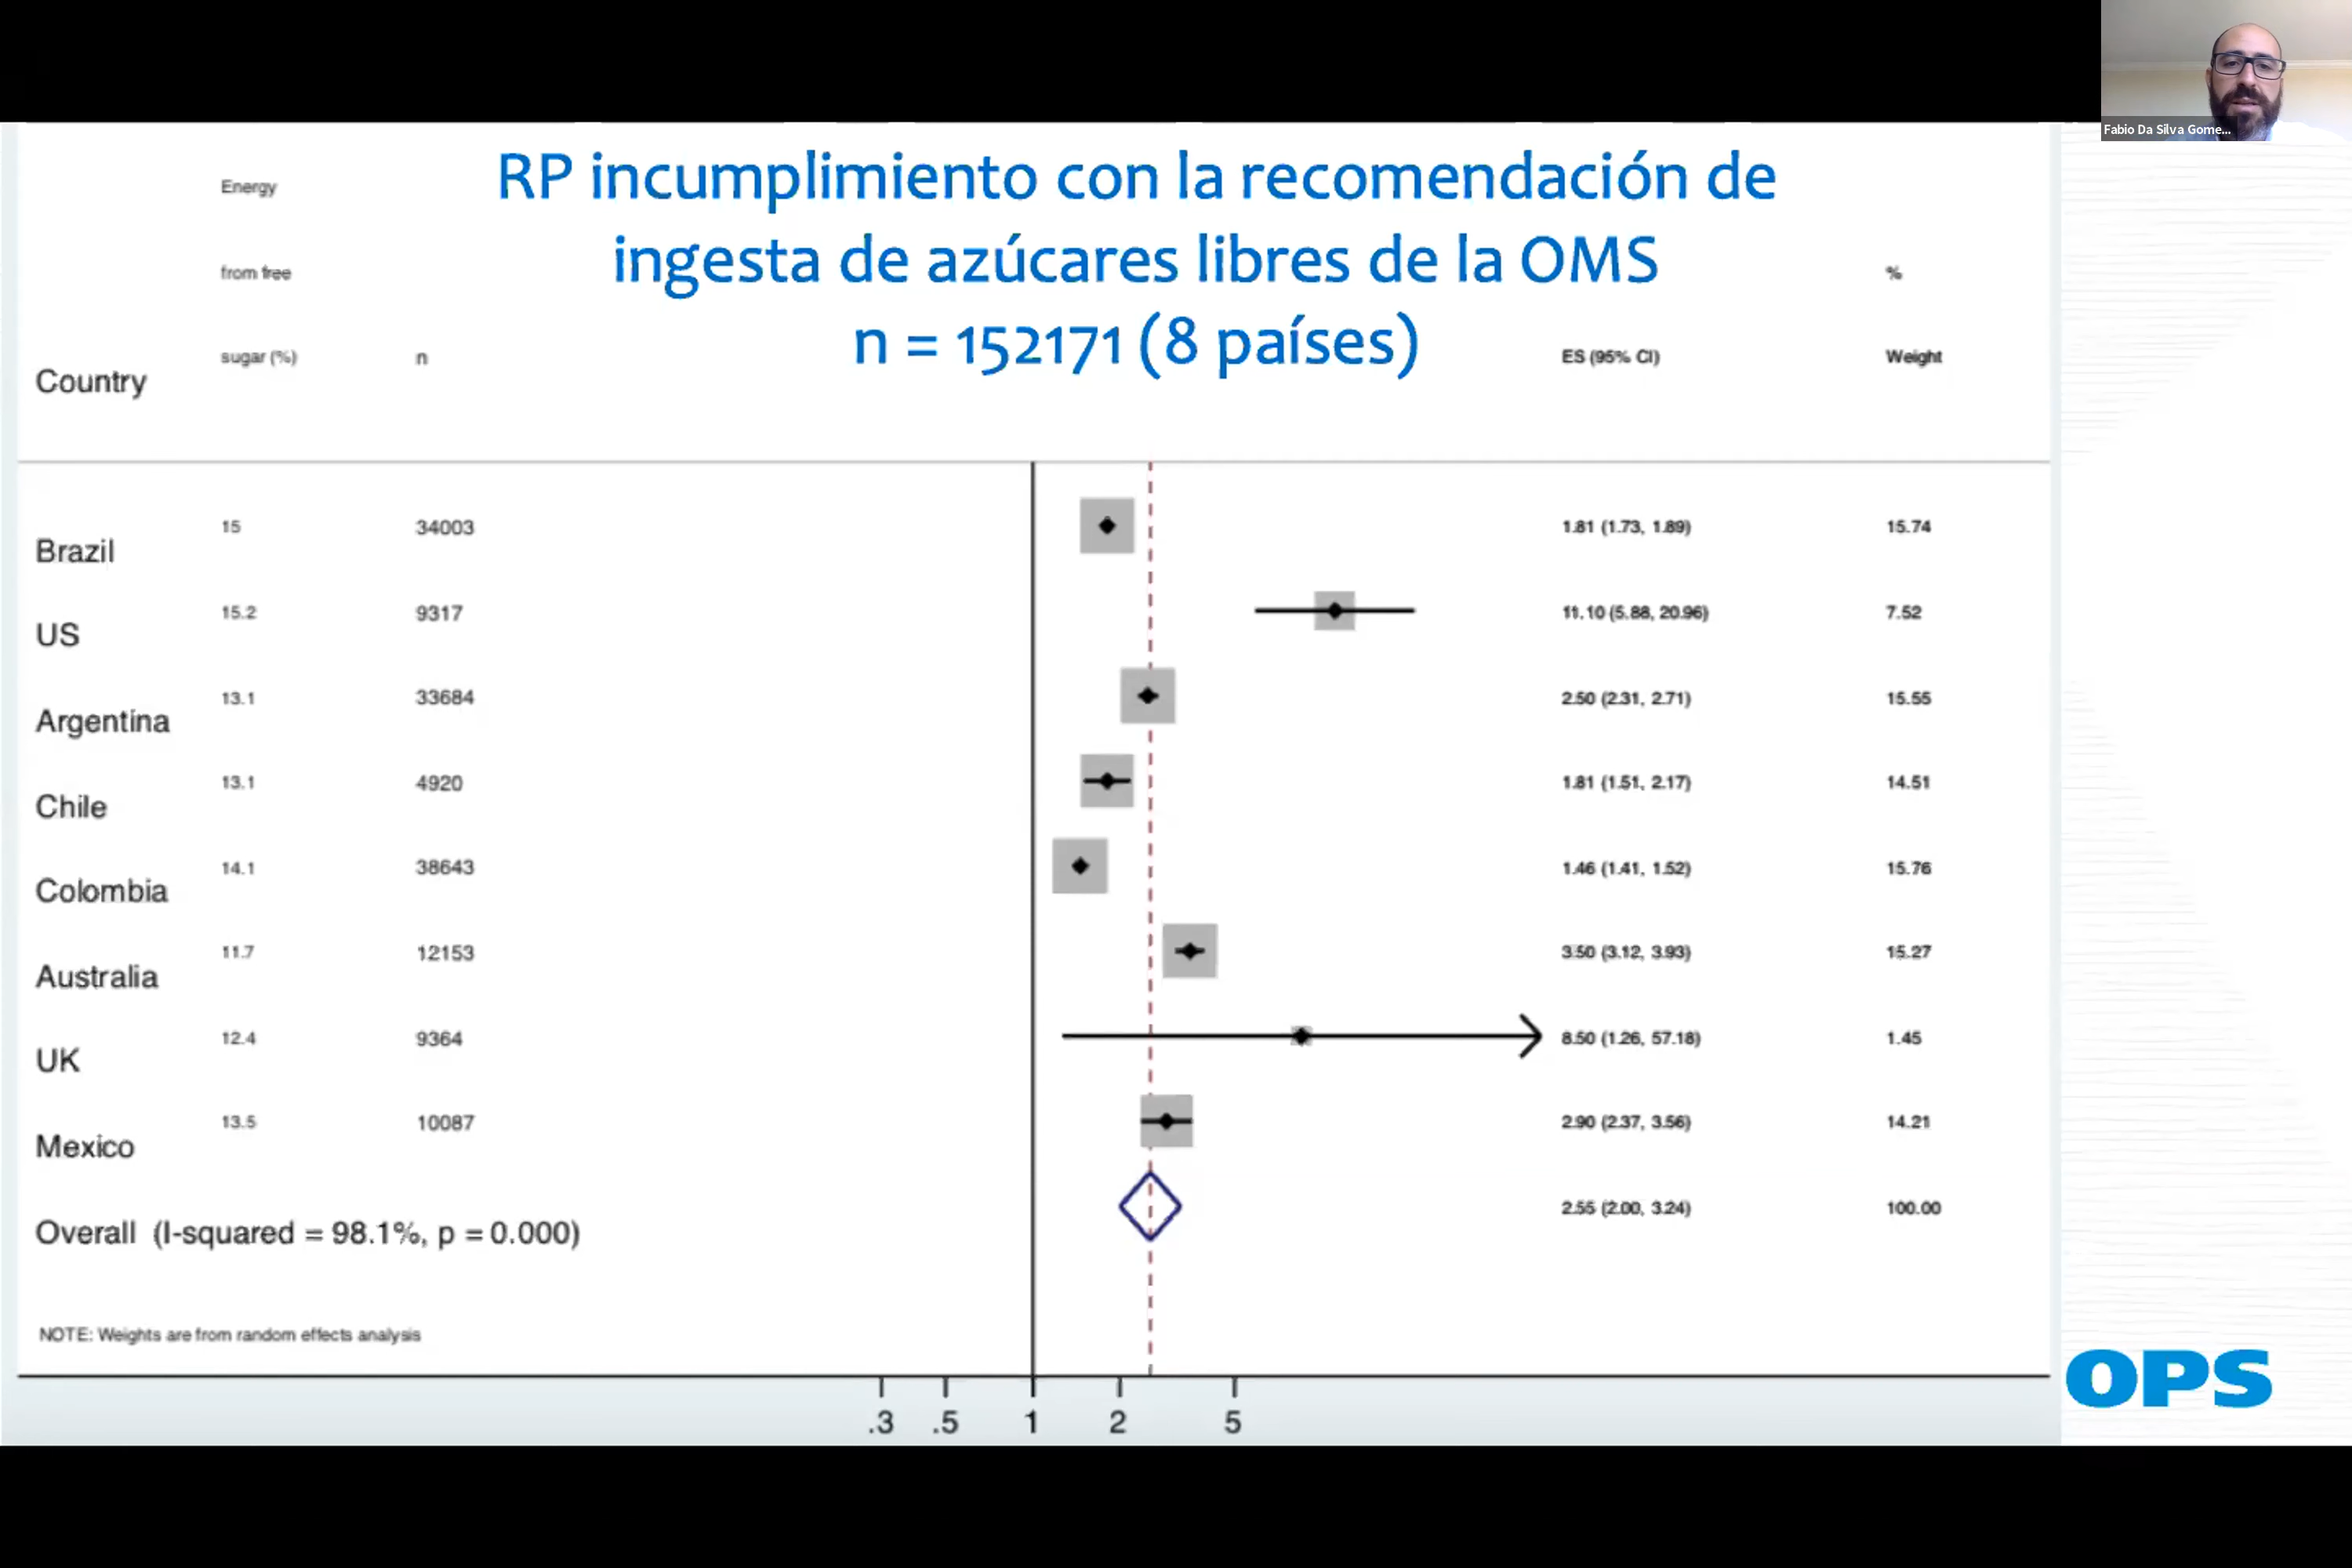 Fabio Da Silva Gome...
RP incumplimiento con la recomendación de
ingesta de azúcares libres de la OMS
n = 152171 (8 países)
Energy
from free %
Country sugar (%) n ES (95% CI) Weight
Brazil 15 34003 1.81 (1.73, 1.89) 15.74
US 15.2 9317 11.10 (5.88, 20.96) 7.52
Argentina 13.1 33684 2.50 (2.31, 2.71) 15.55
Chile 13.1 4920 1.81 (1.51, 2.17) 14.51
Colombia 14.1 38643 1.46 (1.41, 1.52) 15.76
Australia 11.7 12153 3.50 (3.12, 3.93) 15.27
UK 12.4 9364 8.50 (1.26, 57.18) 1.45
Mexico 13.5 10087 2.90 (2.37, 3.56) 14.21
Overall (I-squared = 98.1%, p = 0.000) 2.55 (2.00, 3.24) 100.00
NOTE: Weights are from random effects analysis
.3 .5 1 2 5
OPS